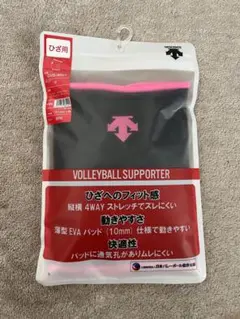 ひざ用
DESCENTE
VOLLEYBALL SUPPORTER
ひざへのフィット感
縦横 4WAY ストレッチでズレにくい
動きやすさ
薄型 EVA パッド（10mm）仕様で動きやすい
快適性
パッドに通気孔がありムレにくい